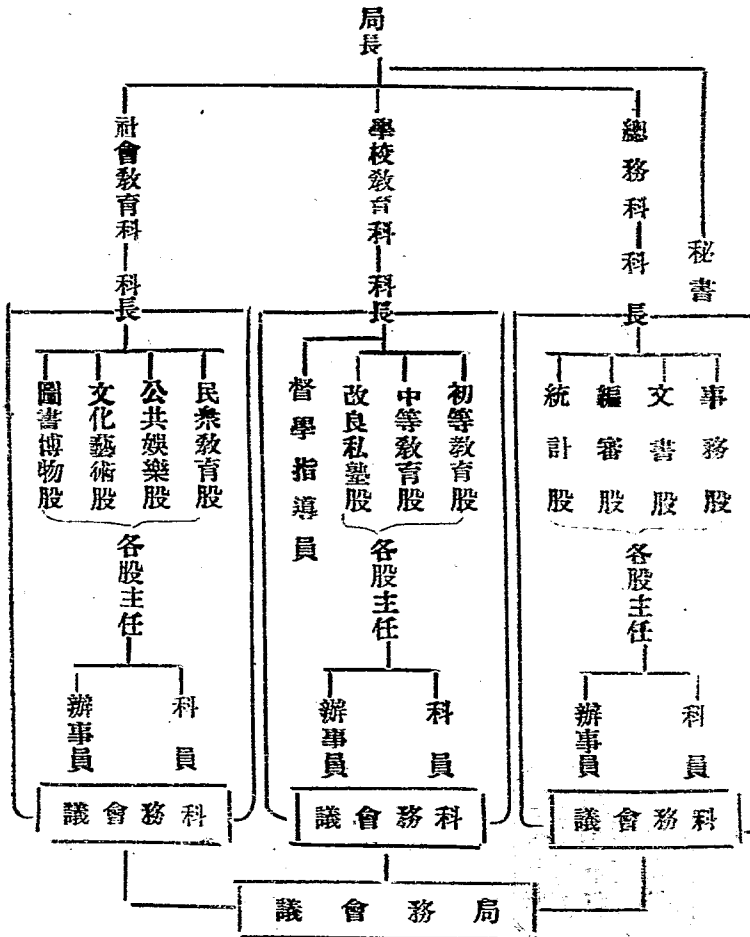 局長
秘書
總務科 科長
事務股
文書股
編審股
統計股
各股主任
科員
辦事員
科務會議
學校敎育科 科長
初等敎育股
中等敎育股
改良私塾股
督學指導員
各股主任
科員
辦事員
科務會議
社會敎育科 科長
民衆敎育股
公共娛樂股
文化藝術股
圖書博物股
各股主任
科員
辦事員
科務會議
局務會議